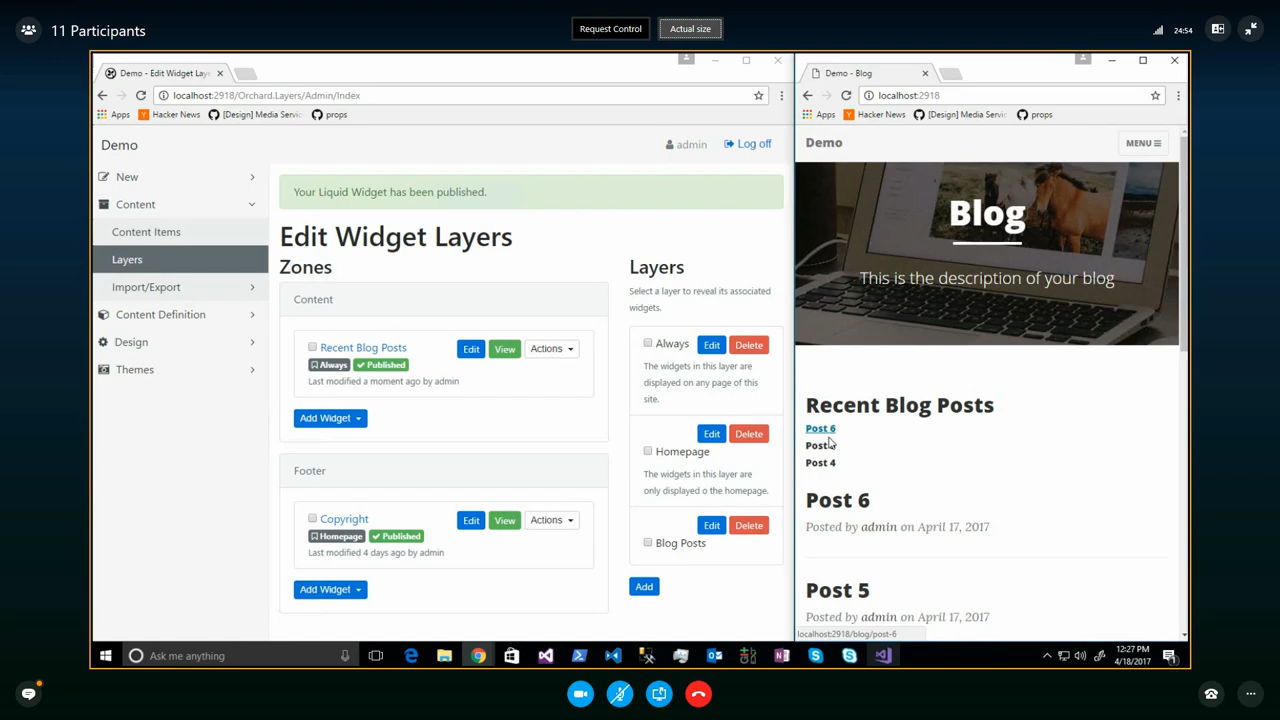 11 Participants
Request Control
Actual size
24:54
Demo - Edit Widget Laye
localhost:2918/Orchard.Layers/Admin/Index
Apps
Hacker News
[Design] Media Servic
props
Demo
admin
Log off
New
Content
Content Items
Layers
Import/Export
Content Definition
Design
Themes
Your Liquid Widget has been published.
Edit Widget Layers
Zones
Content
Recent Blog Posts
Edit
View
Actions
Always
Published
Last modified a moment ago by admin
Add Widget
Footer
Copyright
Edit
View
Actions
Homepage
Published
Last modified 4 days ago by admin
Add Widget
Layers
Select a layer to reveal its associated
widgets.
Always
Edit
Delete
The widgets in this layer are
displayed on any page of this
site.
Edit
Delete
Homepage
The widgets in this layer are
only displayed o the homepage.
Edit
Delete
Blog Posts
Add
Demo - Blog
localhost:2918
Apps
Hacker News
[Design] Media Servic
props
Demo
MENU
Blog
This is the description of your blog
Recent Blog Posts
Post 6
Post
Post 4
Post 6
Posted by admin on April 17, 2017
Post 5
Posted by admin on April 17, 2017
localhost:2918/blog/post-6
Ask me anything
12:27 PM
4/18/2017